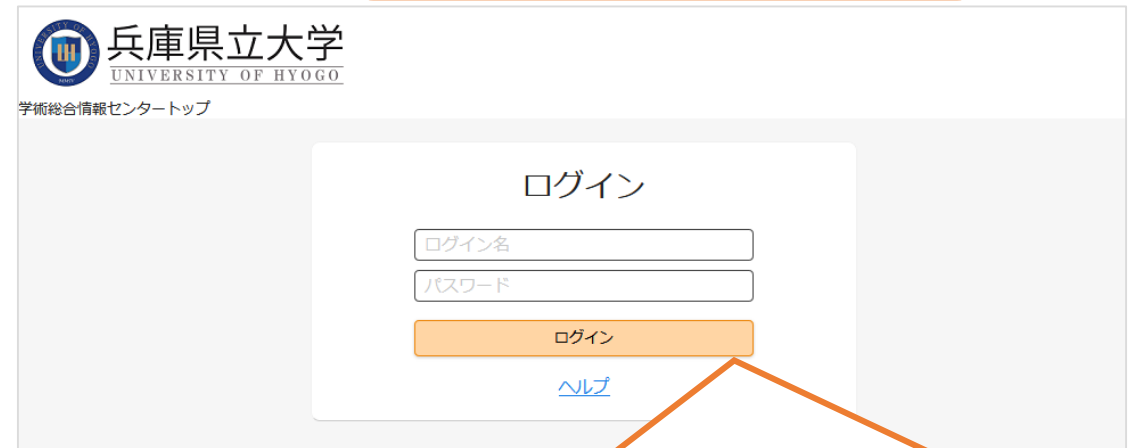 兵庫県立大学
UNIVERSITY OF HYOGO
学術総合情報センタートップ
ログイン
ログイン名
パスワード
ログイン
ヘルプ